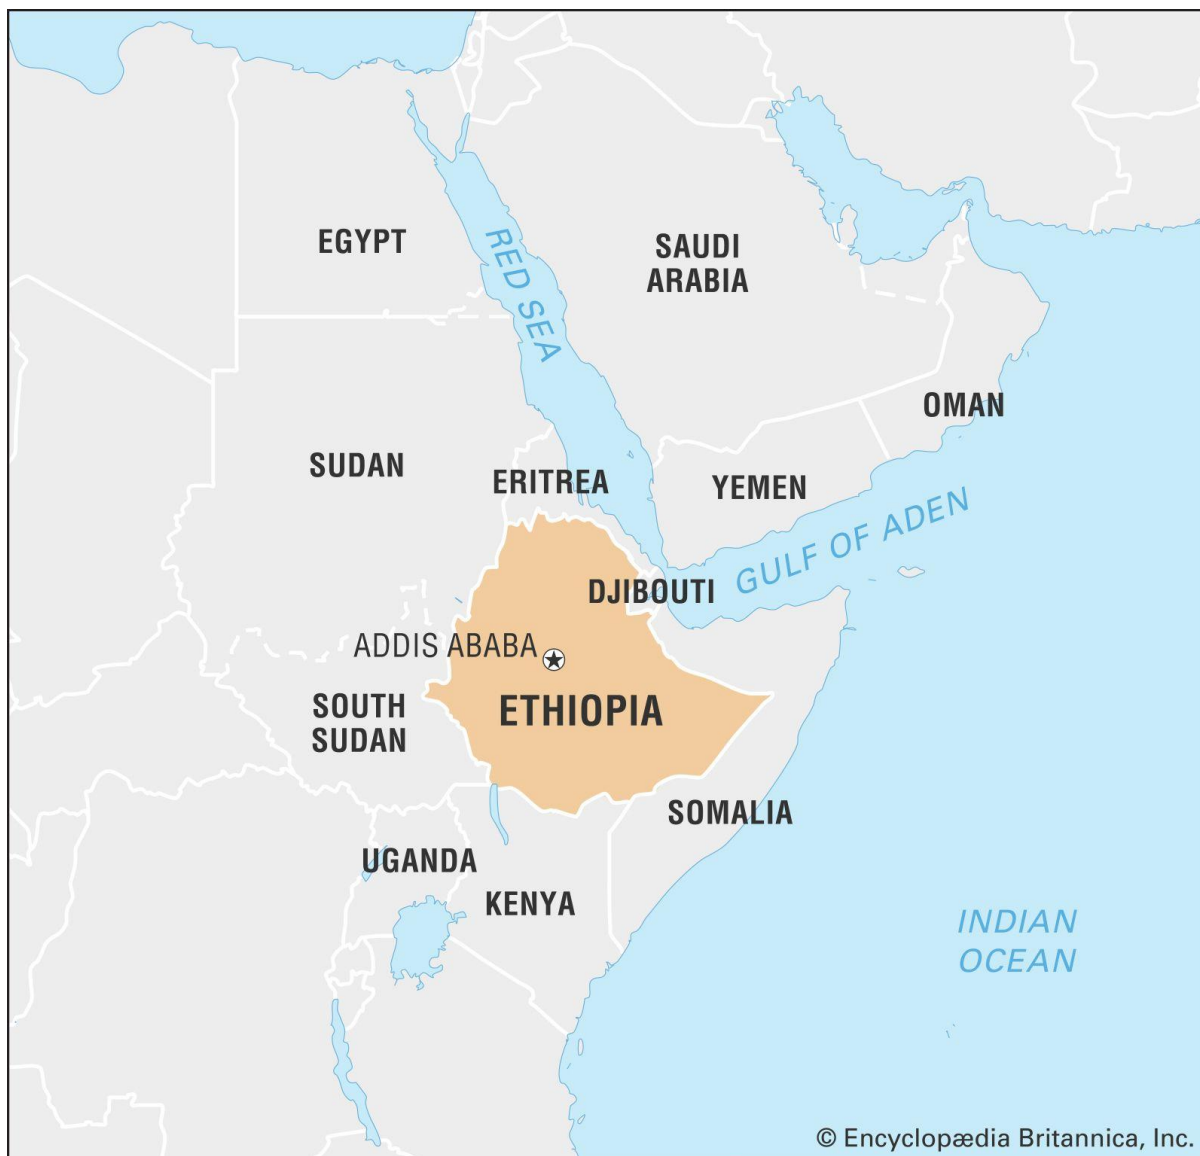 EGYPT
RED SEA
SAUDI
ARABIA
OMAN
SUDAN
ERITREA
YEMEN
GULF OF ADEN
DJIBOUTI
ADDIS ABABA
ETHIOPIA
SOUTH
SUDAN
SOMALIA
UGANDA
KENYA
INDIAN
OCEAN
© Encyclopædia Britannica, Inc.